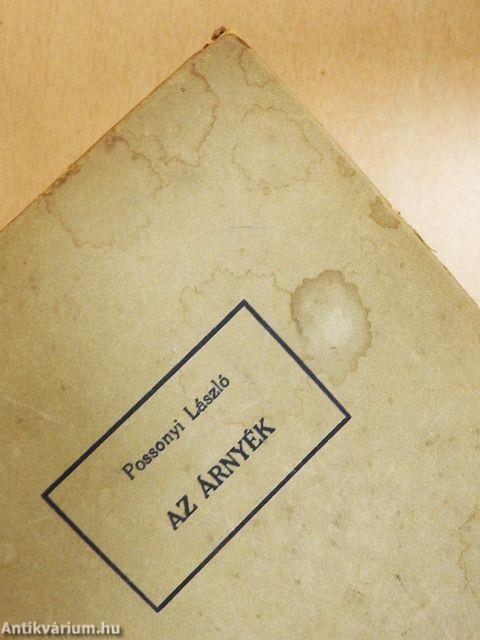 Possonyi László
AZ ÁRNYÉK
Antikvárium.hu